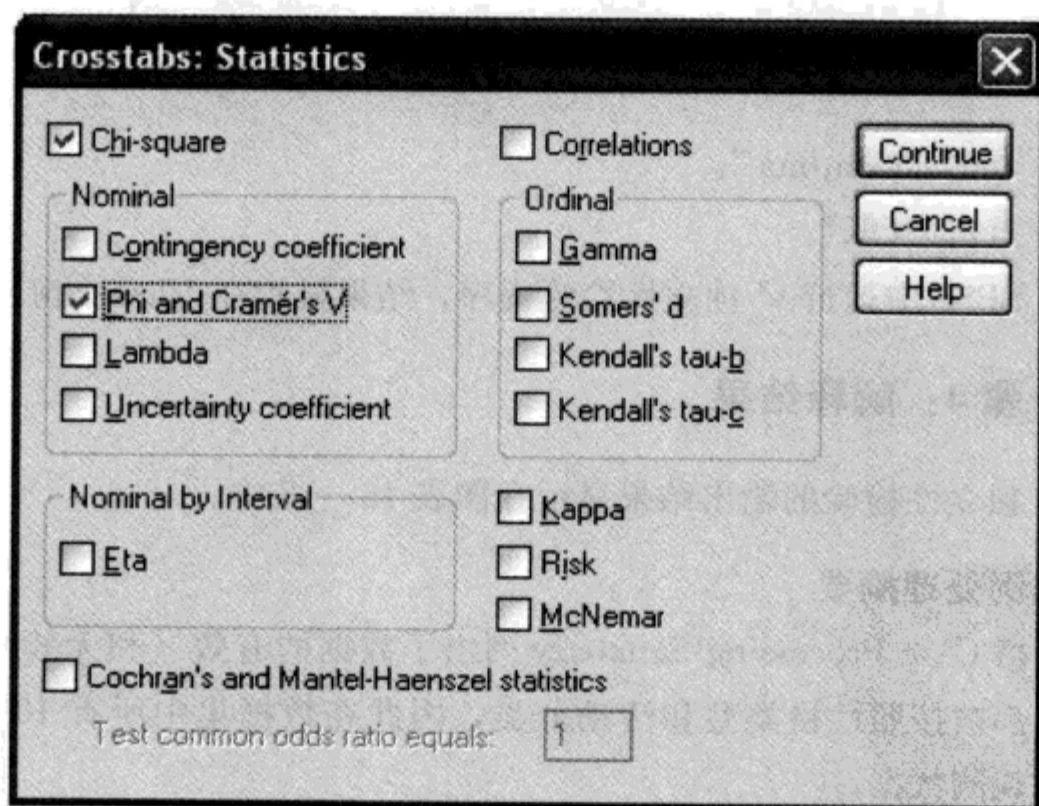 Crosstabs: Statistics
Chi-square
Correlations
Continue
Nominal
Ordinal
Cancel
Contingency coefficient
Gamma
Help
Phi and Cramér's V
Somers' d
Lambda
Kendall's tau-b
Uncertainty coefficient
Kendall's tau-c
Nominal by Interval
Kappa
Eta
Risk
McNemar
Cochran's and Mantel-Haenszel statistics
Test common odds ratio equals: 1